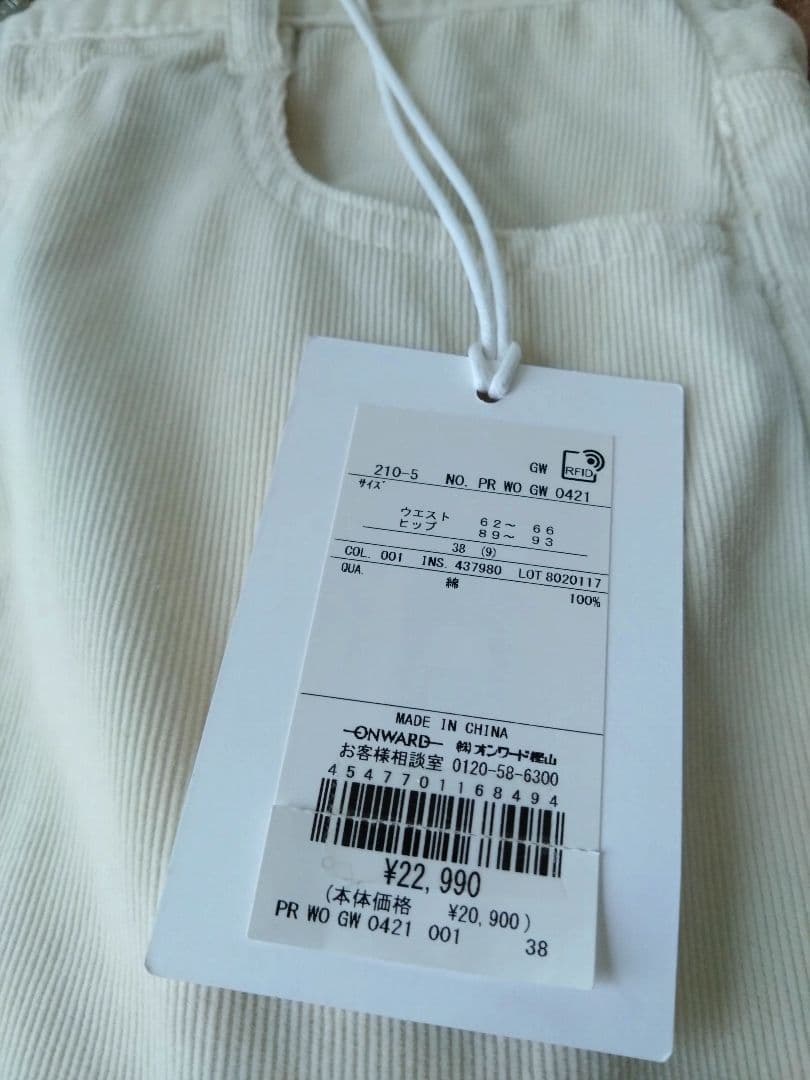 GW RFID
210-5 NO. PR WO GW 0421
サイズ
ウエスト 62～ 66
ヒップ 89～ 93
38 (9)
COL. 001 INS. 437980 LOT 8020117
QUA. 綿 100%
MADE IN CHINA
ONWARD ㈱オンワード樫山
お客様相談室 0120-58-6300
4547701168494
¥22,990
(本体価格 ¥20,900)
PR WO GW 0421 001 38